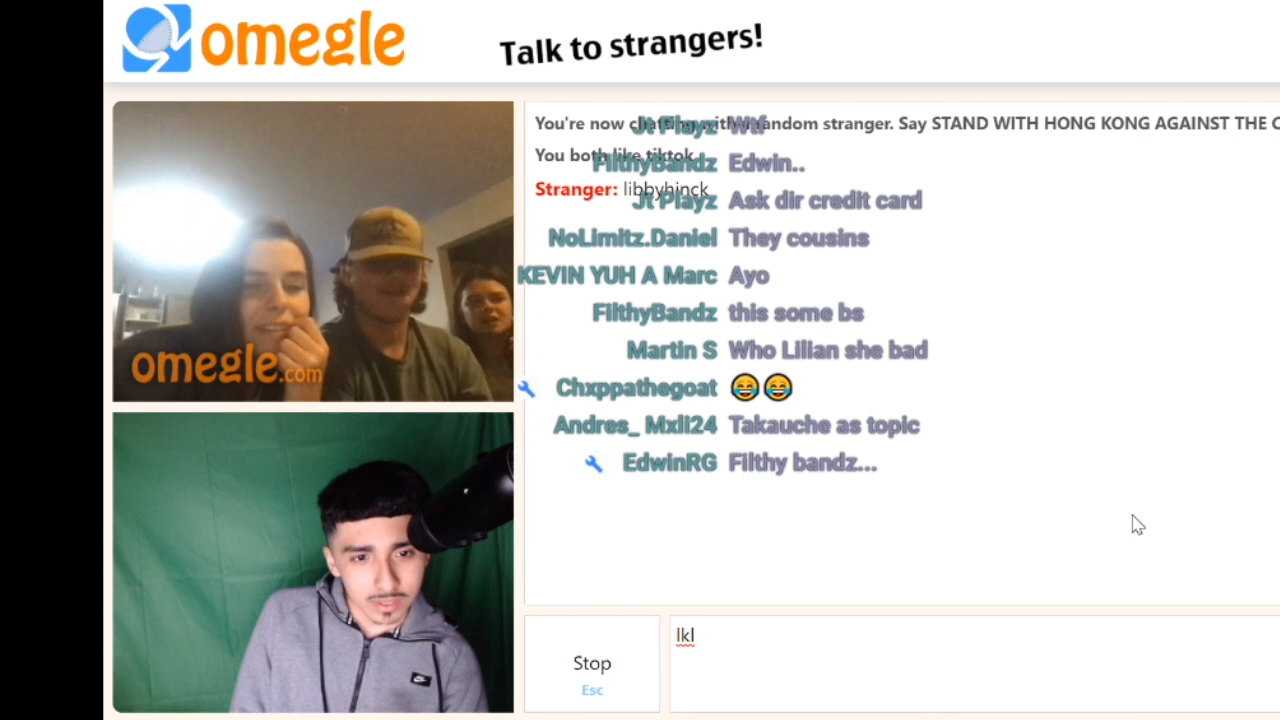 omegle
Talk to strangers!
You're now chatting with a random stranger. Say STAND WITH HONG KONG AGAINST THE C
Jt Playz Wtf
You both like tiktok
FilthyBandz Edwin..
Stranger: libbyhinck
Jt Playz Ask dir credit card
NoLimitz.Daniel They cousins
KEVIN YUH A Marc Ayo
FilthyBandz this some bs
Martin S Who Lilian she bad
omegle.com
Chxppathegoat 😂😂
Andres_ Mxli24 Takauche as topic
EdwinRG Filthy bandz...
lkl
Stop
Esc